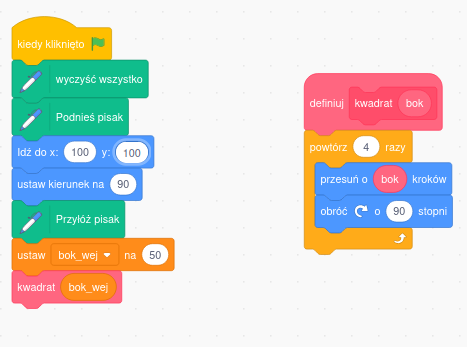 kiedy kliknięto
wyczyść wszystko
Podnieś pisak
Idź do x: 100 y: 100
ustaw kierunek na 90
Przyłóż pisak
ustaw bok_wej na 50
kwadrat bok_wej
definiuj kwadrat bok
powtórz 4 razy
przesuń o bok kroków
obróć o 90 stopni